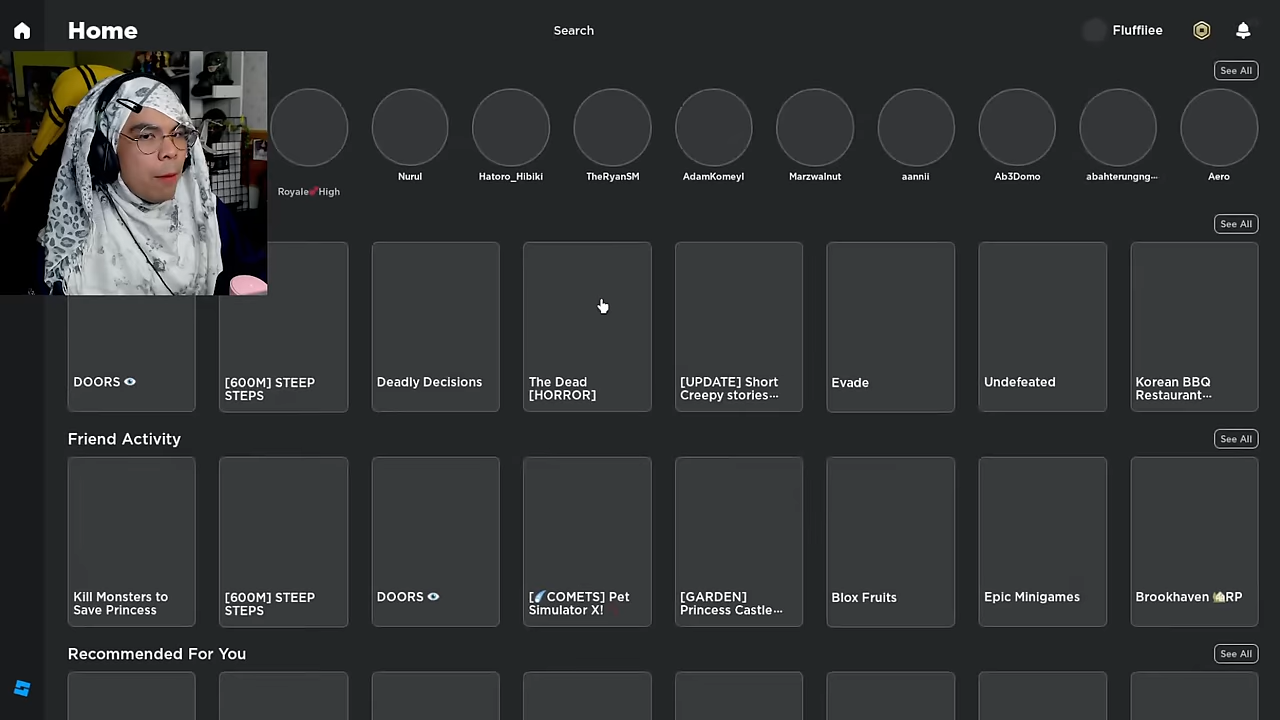 Home
Search
Fluffiiee
See All
Nurul
Hatoro_Hibiki
TheRyanSM
AdamKomeyl
Marzwalnut
aannii
Ab3Domo
abahterungng...
Aero
Royale💕High
See All
DOORS 👁️
[600M] STEEP
STEPS
Deadly Decisions
The Dead
[HORROR]
[UPDATE] Short
Creepy stories...
Evade
Undefeated
Korean BBQ
Restaurant...
Friend Activity
See All
Kill Monsters to
Save Princess
[600M] STEEP
STEPS
DOORS 👁️
[☄️COMETS] Pet
Simulator X!
[GARDEN]
Princess Castle...
Blox Fruits
Epic Minigames
Brookhaven 🏡RP
Recommended For You
See All